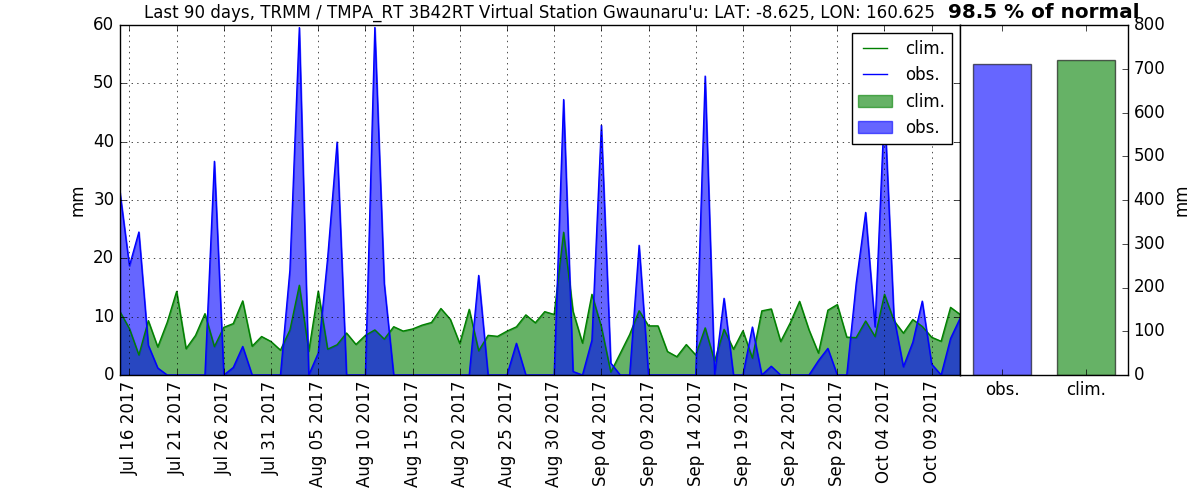 Last 90 days, TRMM / TMPA_RT 3B42RT Virtual Station Gwaunaru'u: LAT: -8.625, LON: 160.625 98.5 % of normal
60
50
40
30
20
10
0
mm
clim.
obs.
clim.
obs.
800
700
600
500
400
300
200
100
0
mm
Jul 16 2017
Jul 21 2017
Jul 26 2017
Jul 31 2017
Aug 05 2017
Aug 10 2017
Aug 15 2017
Aug 20 2017
Aug 25 2017
Aug 30 2017
Sep 04 2017
Sep 09 2017
Sep 14 2017
Sep 19 2017
Sep 24 2017
Sep 29 2017
Oct 04 2017
Oct 09 2017
obs.
clim.